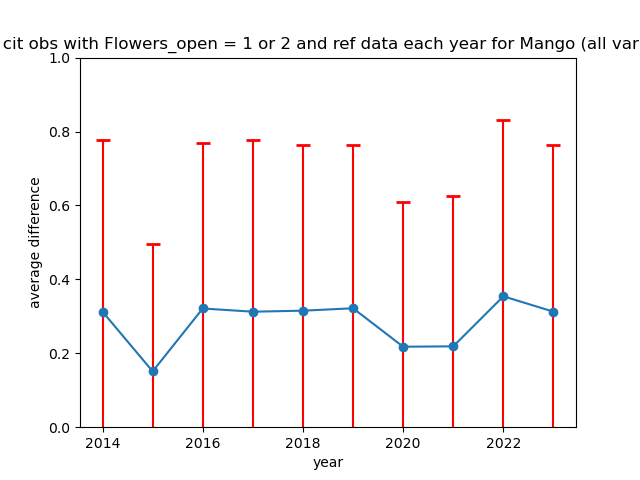 cit obs with Flowers_open = 1 or 2 and ref data each year for Mango (all var
1.0
0.8
0.6
0.4
0.2
0.0
average difference
2014 2016 2018 2020 2022
year